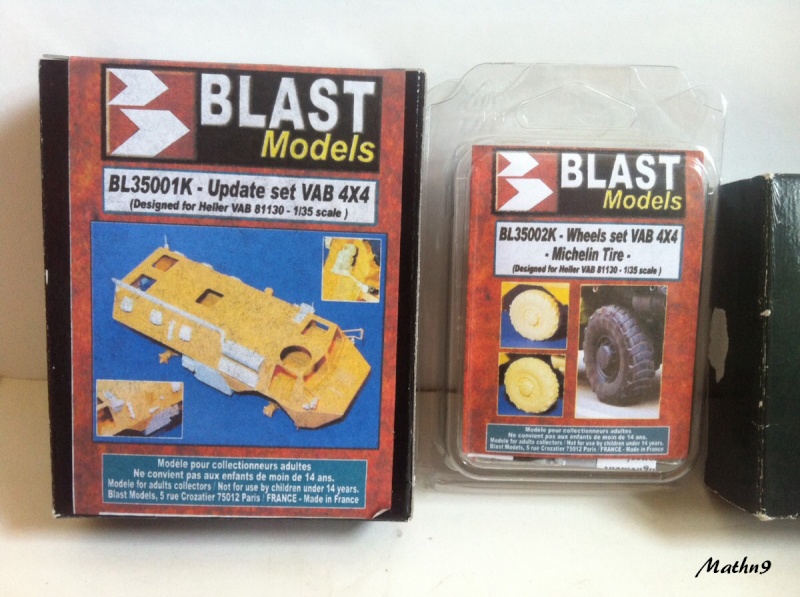 BLAST
Models
BL35001K - Update set VAB 4X4
(Designed for Heller VAB 81130 - 1/35 scale )
Modèle pour collectionneurs adultes
Ne convient pas aux enfants de moin de 14 ans.
Modele for adults collectors / Not for use by children under 14 years.
Blast Models, 5 rue Crozatier 75012 Paris / FRANCE - Made in France
BLAST
Models
BL35002K - Wheels set VAB 4X4
- Michelin Tire -
(Designed for Heller VAB 81130 - 1/35 scale )
Modèle pour collectionneurs adultes
Ne convient pas aux enfants de moin de 14 ans.
Modele for adults collectors / Not for use by children under 14 years.
Blast Models, 5 rue Crozatier 75012 Paris / FRANCE - Made in France
Mathn9